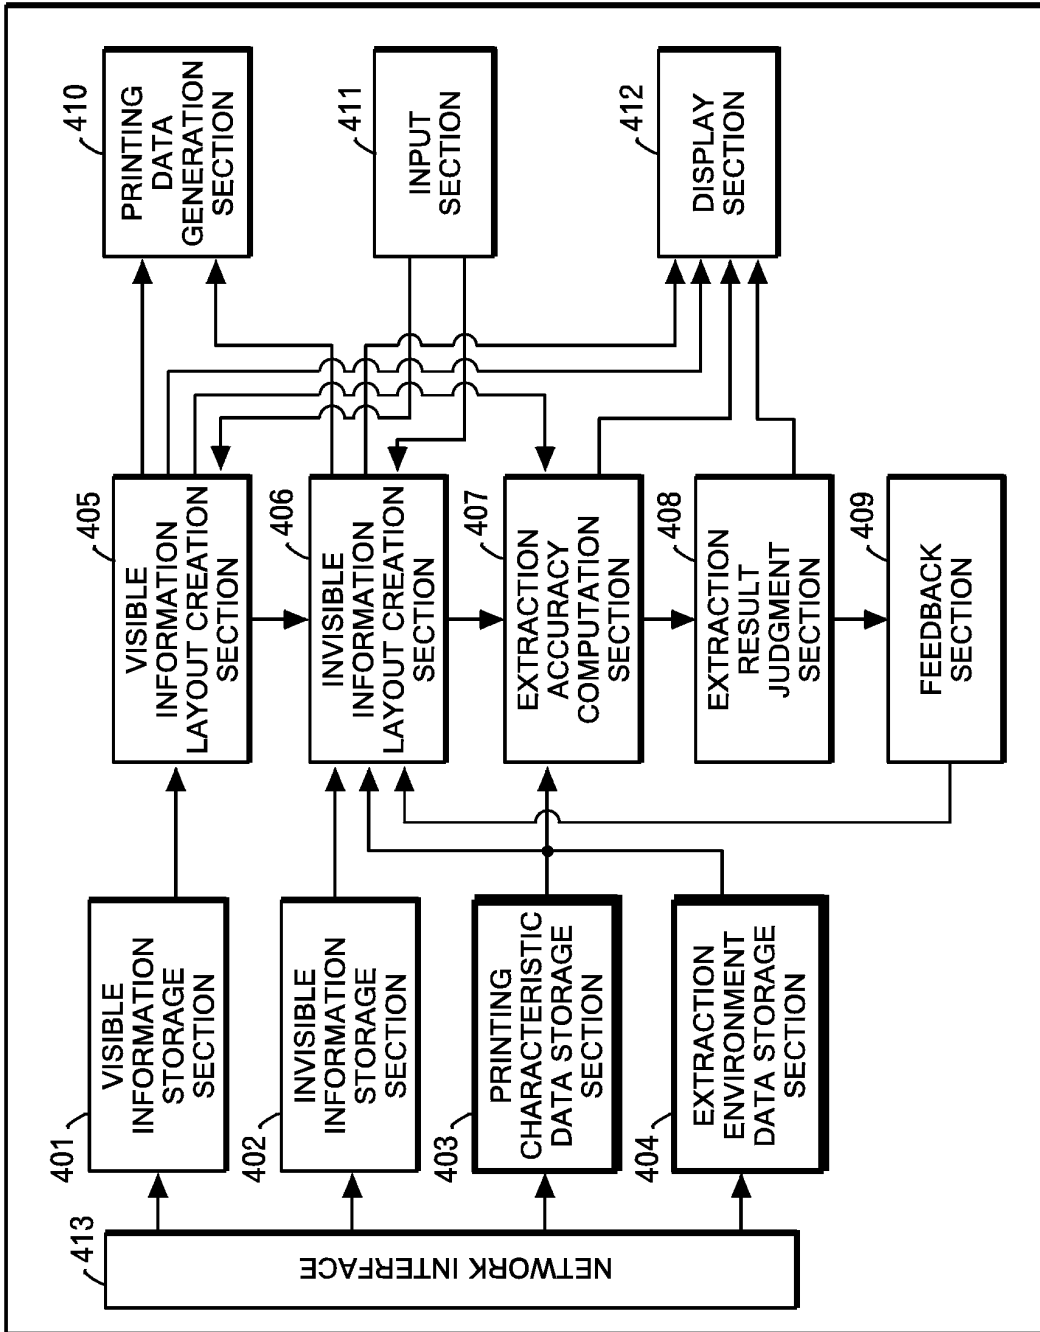 413
NETWORK INTERFACE
401
VISIBLE
INFORMATION
STORAGE
SECTION
402
INVISIBLE
INFORMATION
STORAGE
SECTION
403
PRINTING
CHARACTERISTIC
DATA STORAGE
SECTION
404
EXTRACTION
ENVIRONMENT
DATA STORAGE
SECTION
405
VISIBLE
INFORMATION
LAYOUT CREATION
SECTION
406
INVISIBLE
INFORMATION
LAYOUT CREATION
SECTION
407
EXTRACTION
ACCURACY
COMPUTATION
SECTION
408
EXTRACTION
RESULT
JUDGMENT
SECTION
409
FEEDBACK
SECTION
410
PRINTING
DATA
GENERATION
SECTION
411
INPUT
SECTION
412
DISPLAY
SECTION